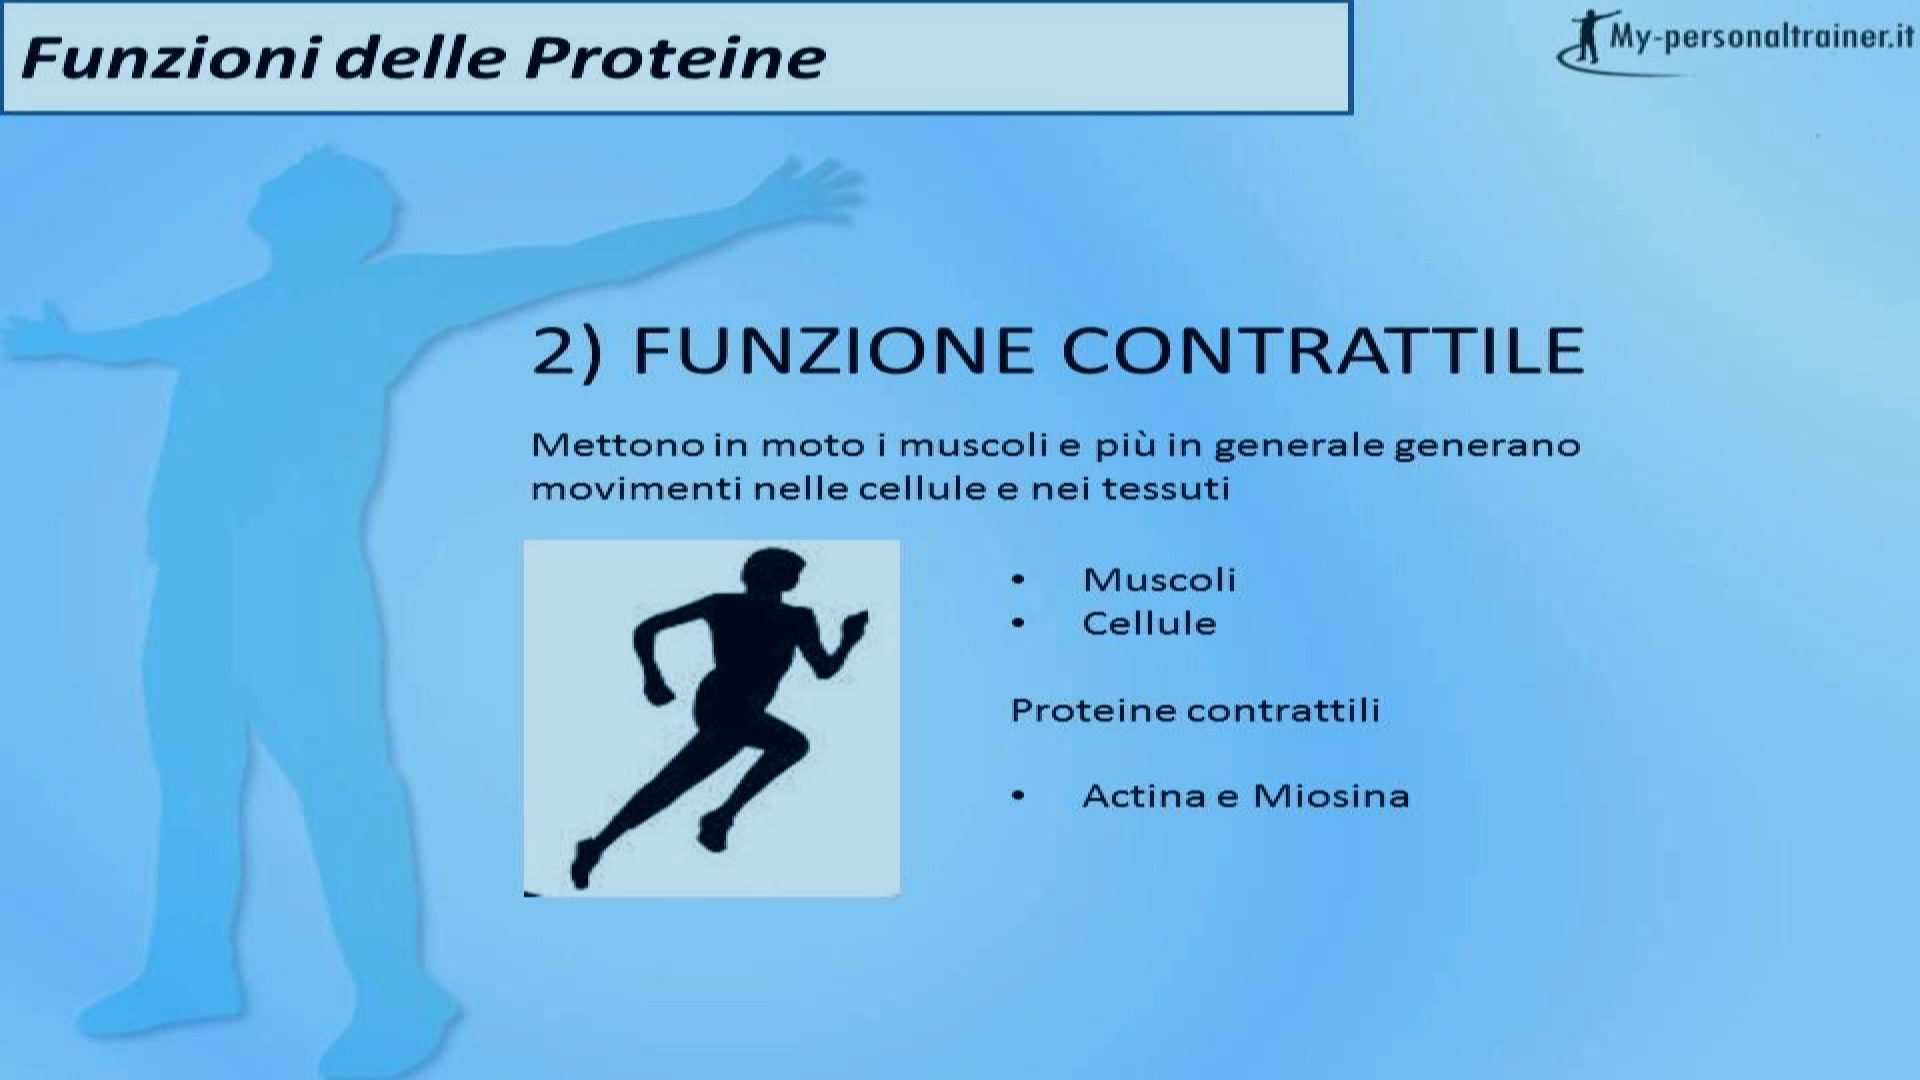 Funzioni delle Proteine
My-personaltrainer.it
2) FUNZIONE CONTRATTILE
Mettono in moto i muscoli e più in generale generano
movimenti nelle cellule e nei tessuti
• Muscoli
• Cellule
Proteine contrattili
• Actina e Miosina